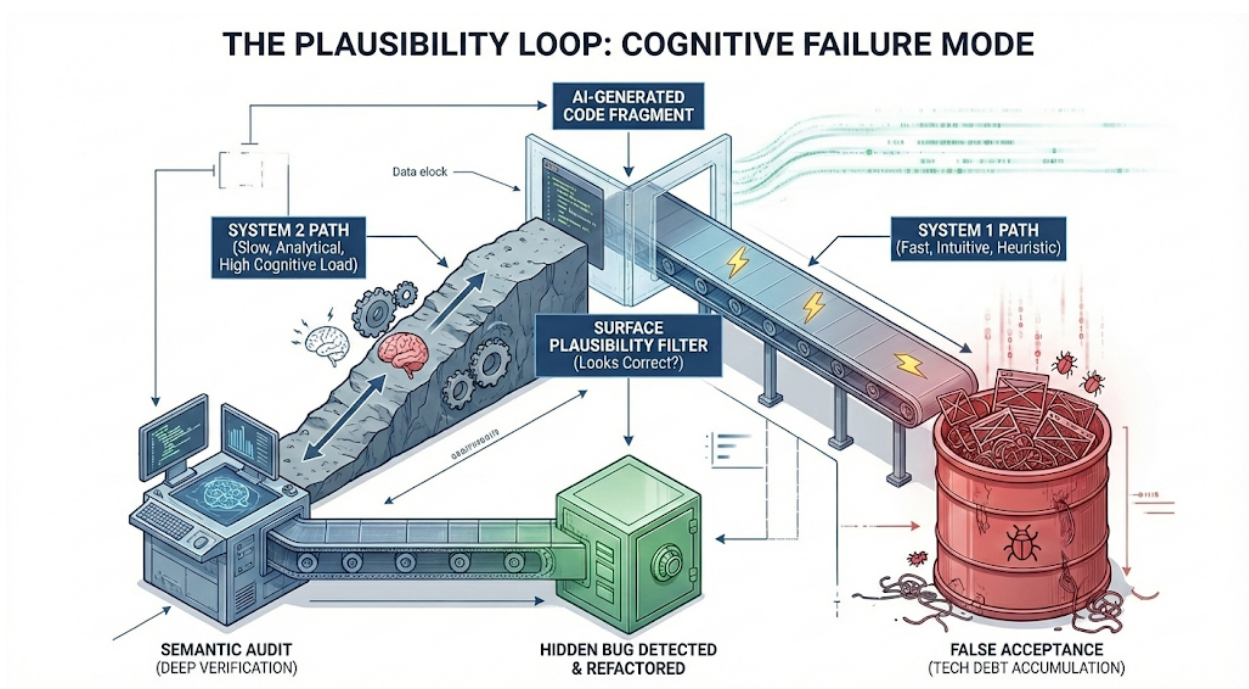 THE PLAUSIBILITY LOOP: COGNITIVE FAILURE MODE
AI-GENERATED
CODE FRAGMENT
Data elock
SYSTEM 2 PATH
(Slow, Analytical,
High Cognitive Load)
SYSTEM 1 PATH
(Fast, Intuitive, Heuristic)
SURFACE
PLAUSIBILITY FILTER
(Looks Correct?)
SEMANTIC AUDIT
(DEEP VERIFICATION)
HIDDEN BUG DETECTED
& REFACTORED
FALSE ACCEPTANCE
(TECH DEBT ACCUMULATION)